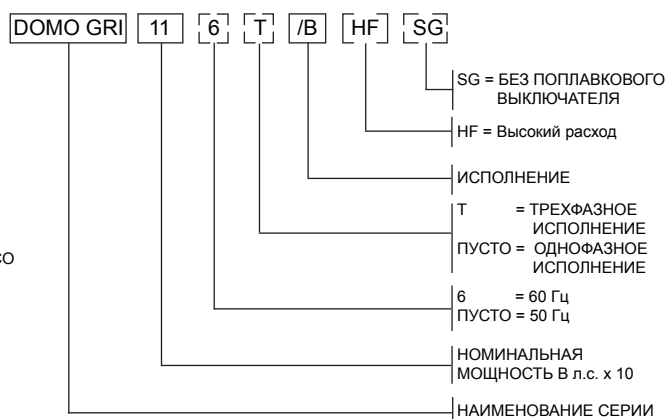 DOMO GRI 11 6 T /B HF SG
SG = БЕЗ ПОПЛАВКОВОГО
ВЫКЛЮЧАТЕЛЯ
HF = Высокий расход
ИСПОЛНЕНИЕ
T = ТРЕХФАЗНОЕ
ИСПОЛНЕНИЕ
ПУСТО = ОДНОФАЗНОЕ
ИСПОЛНЕНИЕ
СО
6 = 60 Гц
ПУСТО = 50 Гц
НОМИНАЛЬНАЯ
МОЩНОСТЬ В л.с. x 10
НАИМЕНОВАНИЕ СЕРИИ